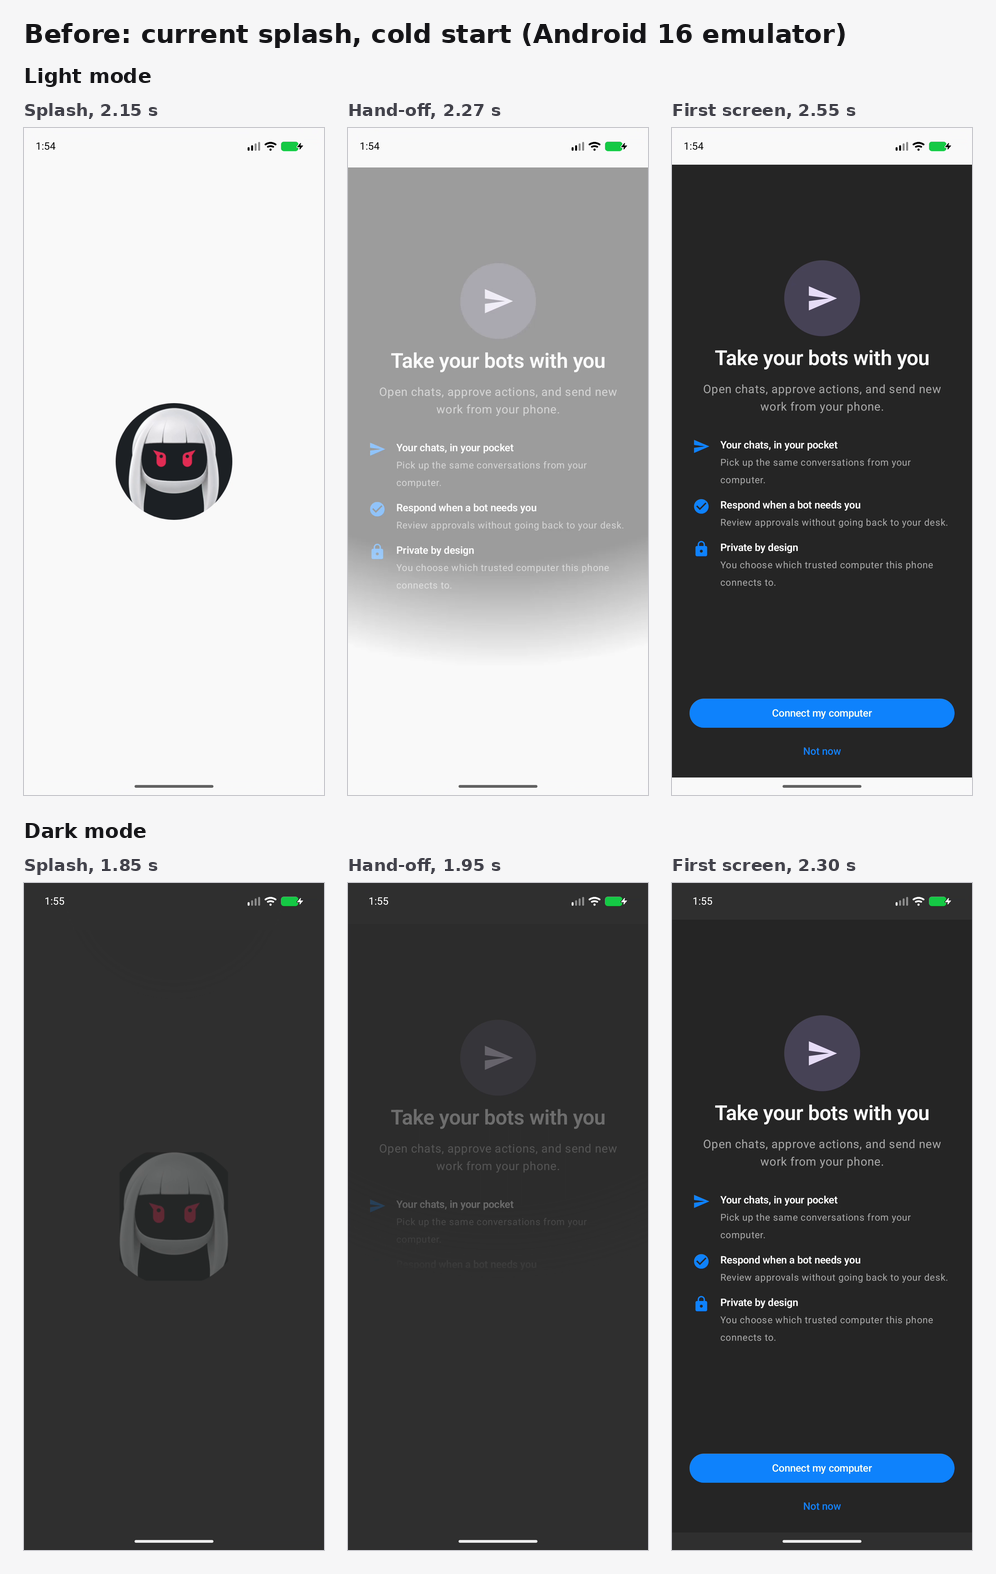 Before: current splash, cold start (Android 16 emulator)
Light mode
Splash, 2.15 s
Hand-off, 2.27 s
First screen, 2.55 s
1:54
1:54
Take your bots with you
Open chats, approve actions, and send new
work from your phone.
Your chats, in your pocket
Pick up the same conversations from your
computer.
Respond when a bot needs you
Review approvals without going back to your desk.
Private by design
You choose which trusted computer this phone
connects to.
1:54
Take your bots with you
Open chats, approve actions, and send new
work from your phone.
Your chats, in your pocket
Pick up the same conversations from your
computer.
Respond when a bot needs you
Review approvals without going back to your desk.
Private by design
You choose which trusted computer this phone
connects to.
Connect my computer
Not now
Dark mode
Splash, 1.85 s
Hand-off, 1.95 s
First screen, 2.30 s
1:55
1:55
Take your bots with you
Open chats, approve actions, and send new
work from your phone.
Your chats, in your pocket
Pick up the same conversations from your
computer.
Respond when a bot needs you
1:55
Take your bots with you
Open chats, approve actions, and send new
work from your phone.
Your chats, in your pocket
Pick up the same conversations from your
computer.
Respond when a bot needs you
Review approvals without going back to your desk.
Private by design
You choose which trusted computer this phone
connects to.
Connect my computer
Not now